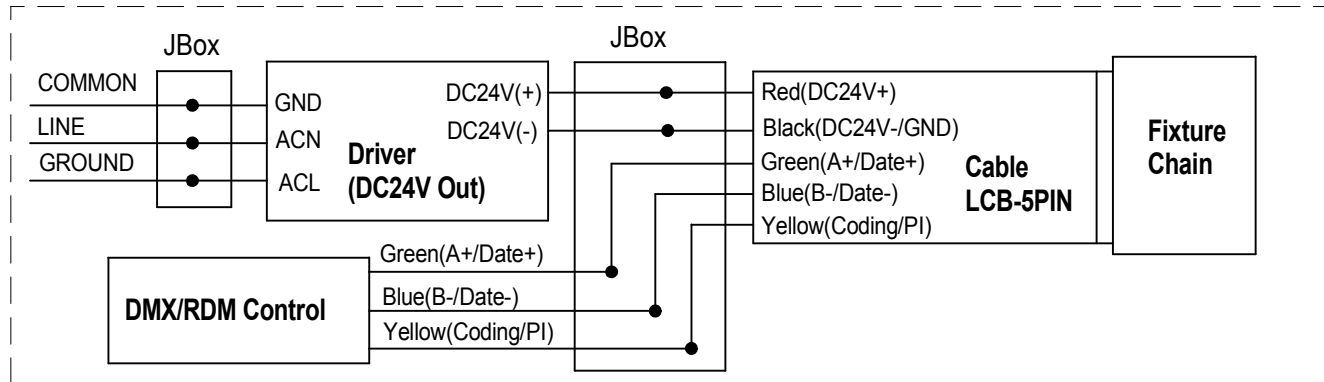 JBox
JBox
COMMON
LINE
GROUND
GND
ACN
ACL
Driver
(DC24V Out)
DC24V(+)
DC24V(-)
Red(DC24V+)
Black(DC24V-/GND)
Green(A+/Date+)
Blue(B-/Date-)
Yellow(Coding/PI)
Cable
LCB-5PIN
Fixture
Chain
DMX/RDM Control
Green(A+/Date+)
Blue(B-/Date-)
Yellow(Coding/PI)